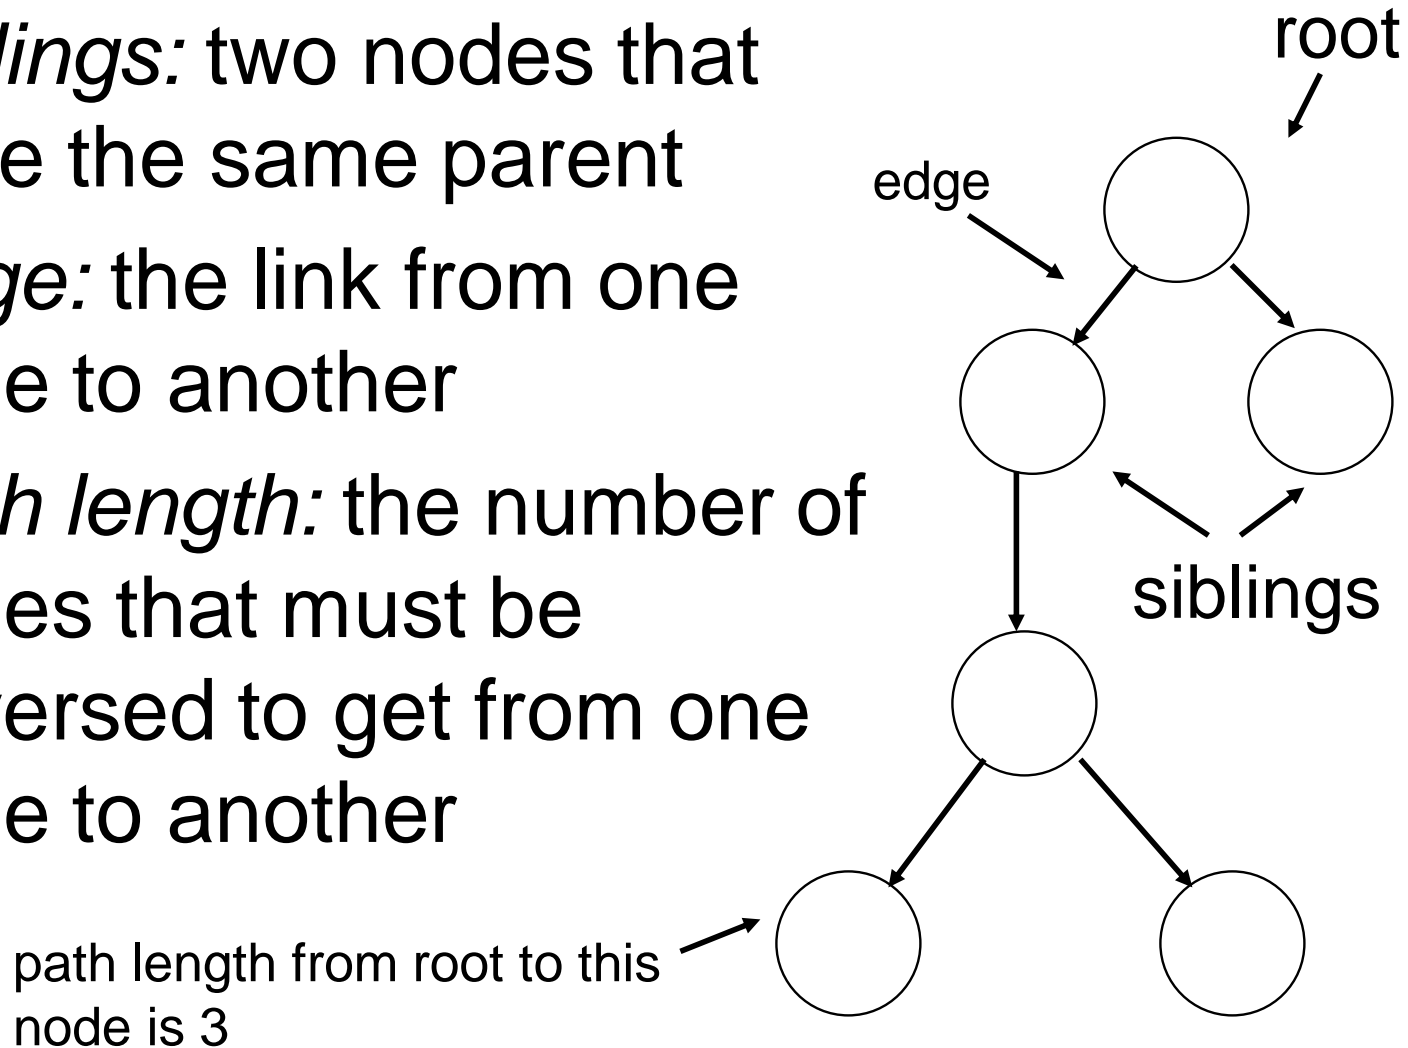 lings: two nodes that
e the same parent
ge: the link from one
e to another
h length: the number of
es that must be
versed to get from one
e to another
path length from root to this
node is 3
root
edge
siblings